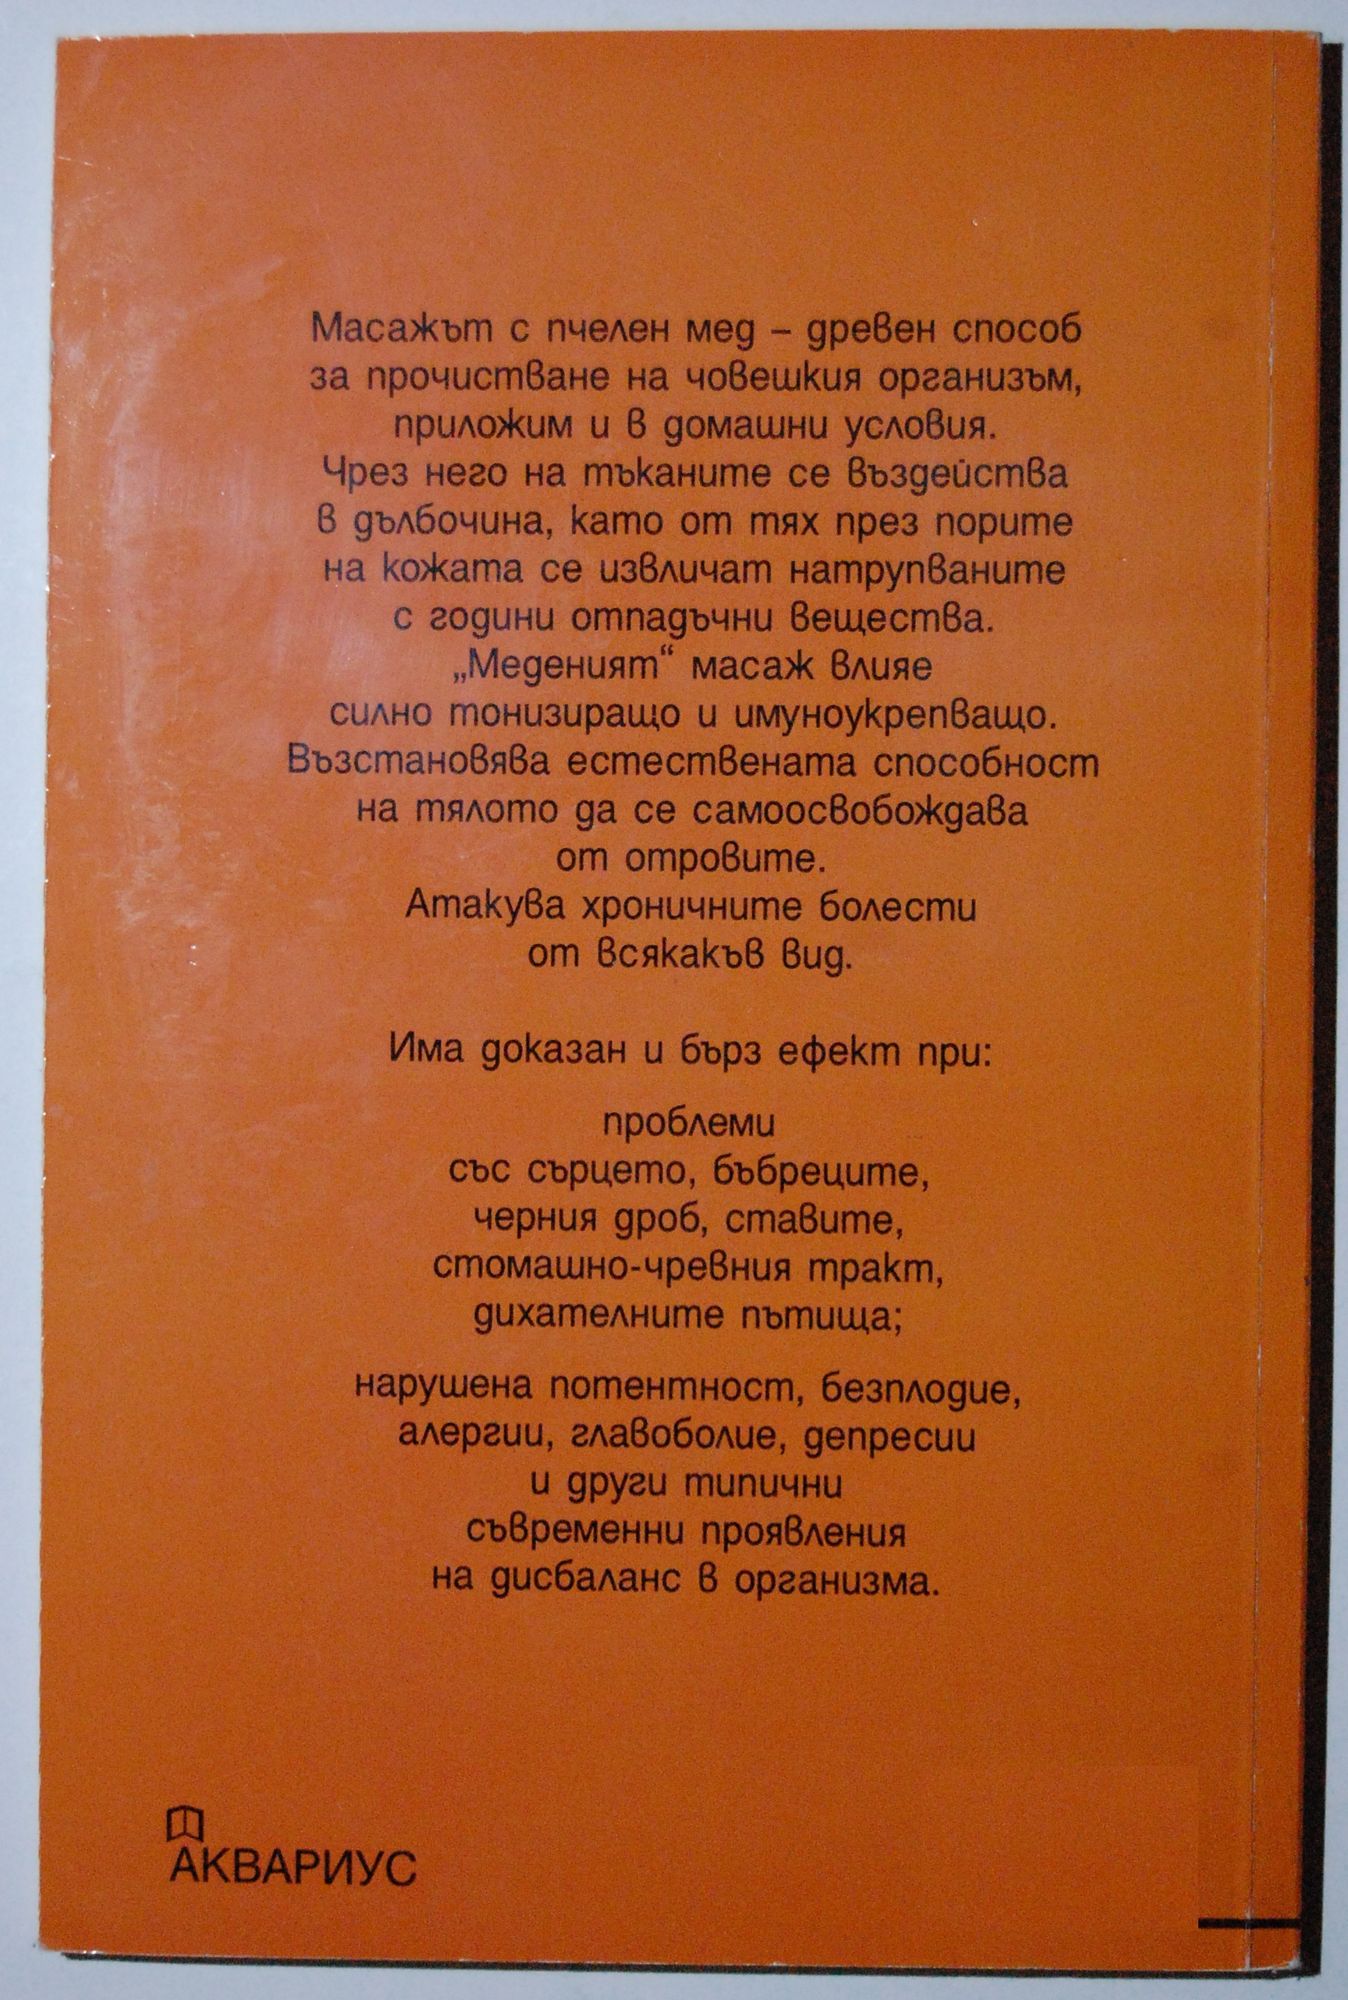 Масажът с пчелен мед – древен способ
за прочистване на човешкия организъм,
приложим и в домашни условия.
Чрез него на тъканите се въздейства
в дълбочина, като от тях през порите
на кожата се извличат натрупваните
с години отпадъчни вещества.
„Меденият“ масаж влияе
силно тонизиращо и имуноукрепващо.
Възстановява естествената способност
на тялото да се самоосвобождава
от отровите.
Атакува хроничните болести
от всякакъв вид.
Има доказан и бърз ефект при:
проблеми
със сърцето, бъбреците,
черния дроб, ставите,
стомашно-чревния тракт,
дихателните пътища;
нарушена потентност, безплодие,
алергии, главоболие, депресии
и други типични
съвременни проявления
на дисбаланс в организма.
АКВАРИУС